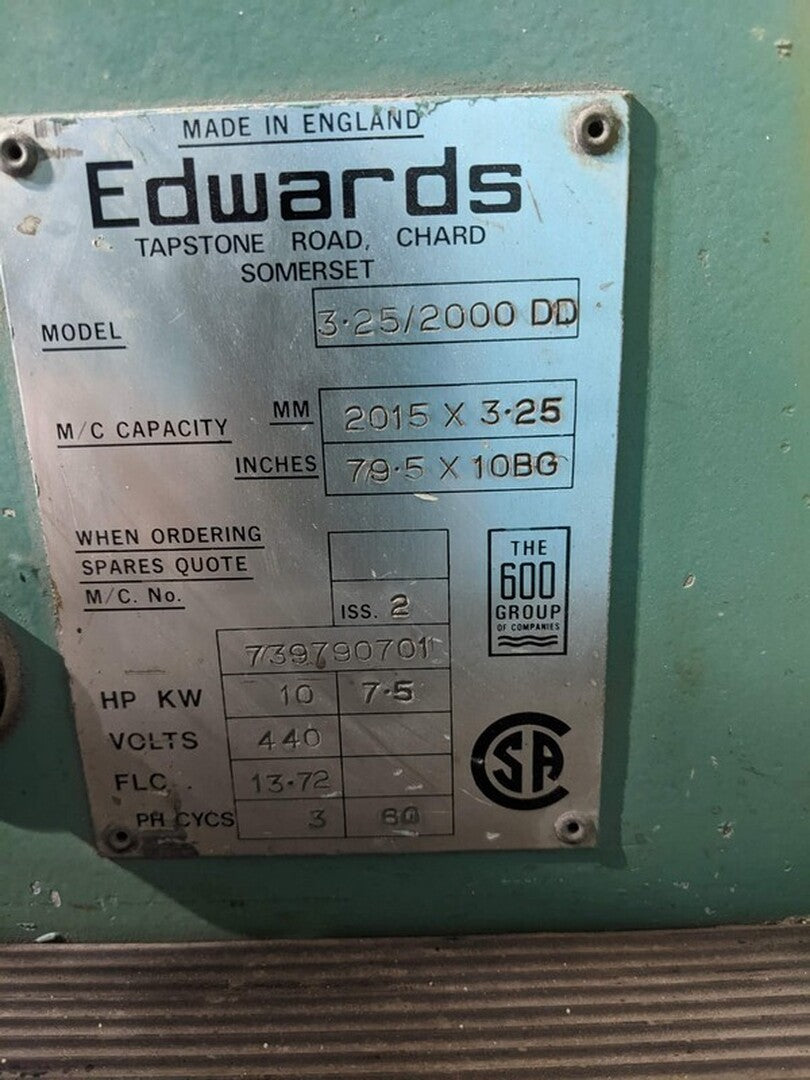 MADE IN ENGLAND
Edwards
TAPSTONE ROAD, CHARD
SOMERSET
MODEL 3·25/2000 DD
M/C CAPACITY MM 2015 X 3·25
INCHES 79·5 X 10BG
WHEN ORDERING
SPARES QUOTE
M/C. No. ISS. 2
739790701
THE
600
GROUP
OF COMPANIES
HP KW 10 7·5
VOLTS 440
FLC. 13·72
PH CYCS 3 60
CSA